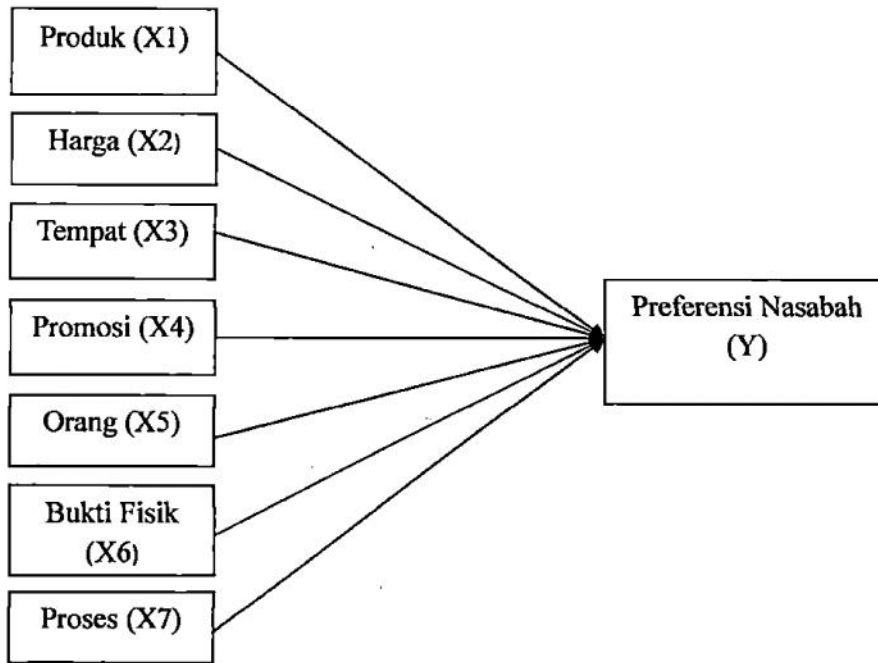 Produk (X1)
Harga (X2)
Tempat (X3)
Promosi (X4)
Orang (X5)
Bukti Fisik
(X6)
Proses (X7)
Preferensi Nasabah
(Y)